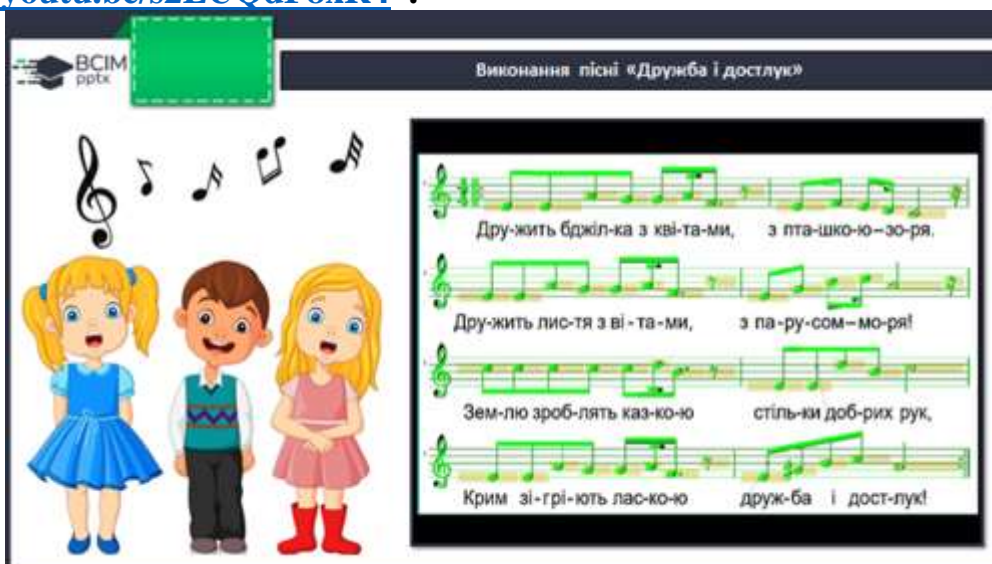 ВСІМ
pptx
Виконання пісні «Дружба і достлук»
Дру-жить бджіл-ка з кві-та-ми, з пта-шко-ю–зо-ря.
Дру-жить лис-тя з ві-та-ми, з па-ру-сом–мо-ря!
Зем-лю зроб-лять каз-ко-ю стіль-ки доб-рих рук,
Крим зі-грі-ють лас-ко-ю друж-ба і дост-лук!